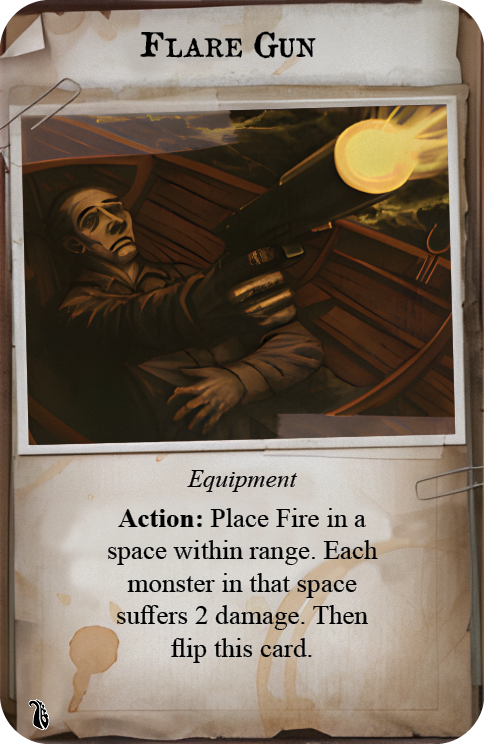 Flare Gun
Equipment
Action: Place Fire in a
space within range. Each
monster in that space
suffers 2 damage. Then
flip this card.